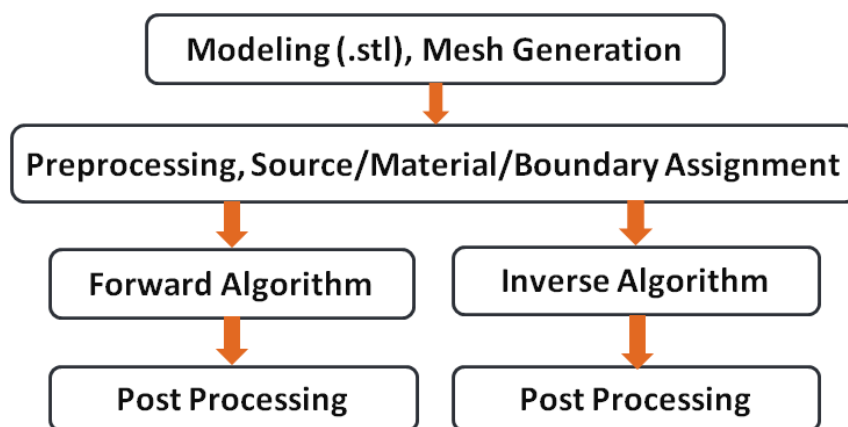 Modeling (.stl), Mesh Generation
Preprocessing, Source/Material/Boundary Assignment
Forward Algorithm
Inverse Algorithm
Post Processing
Post Processing